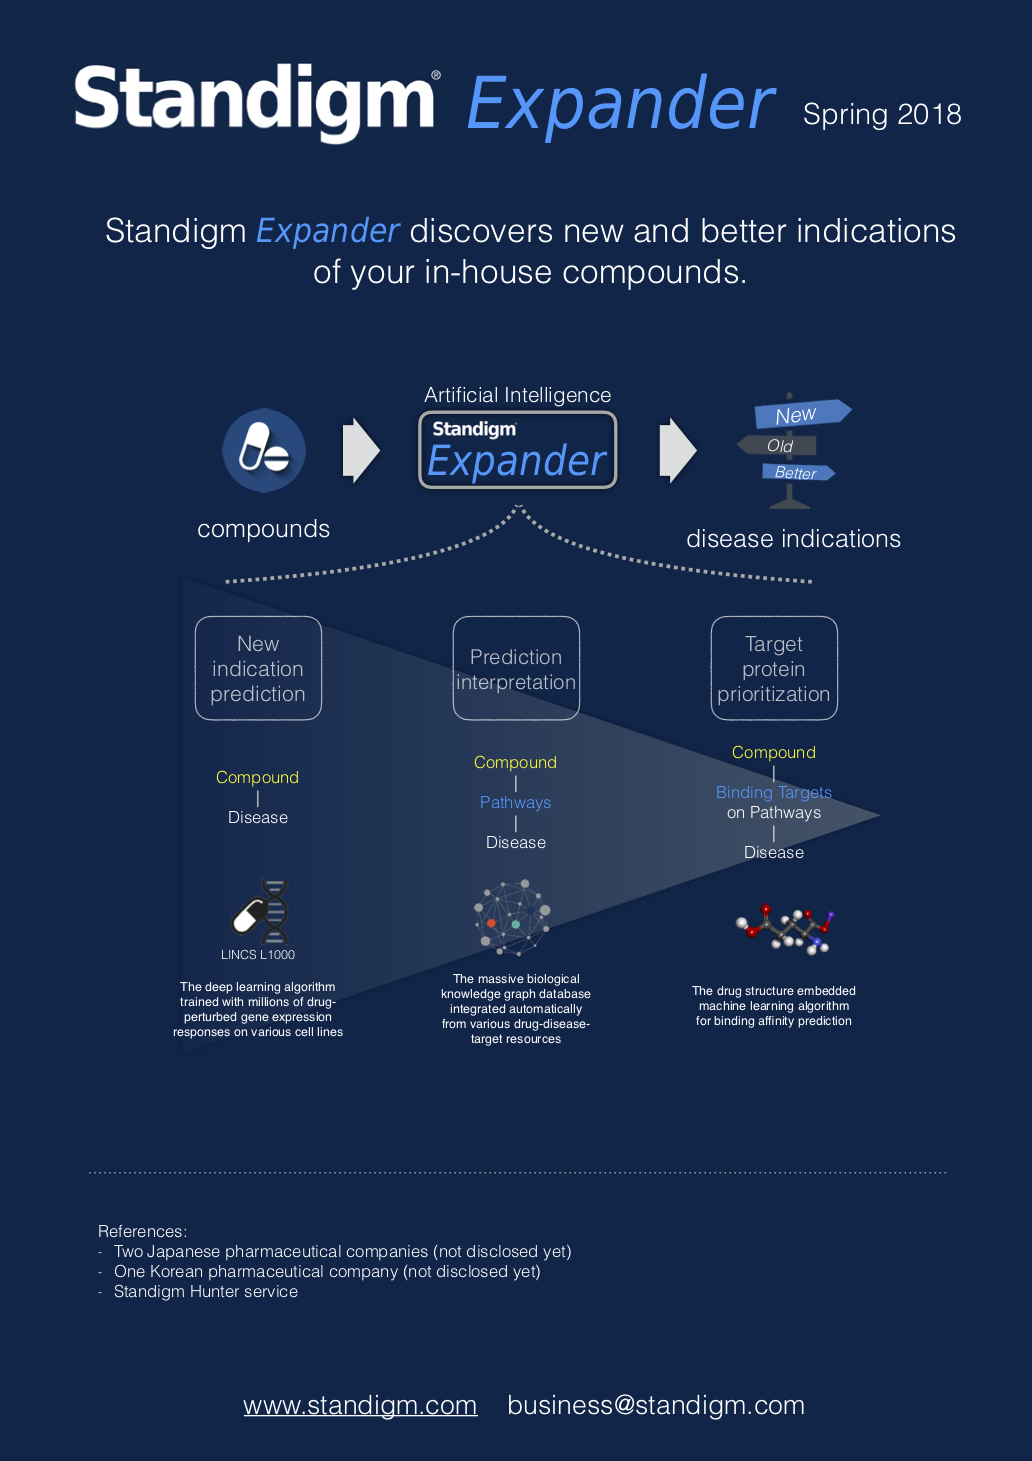 Standigm® Expander Spring 2018
Standigm Expander discovers new and better indications
of your in-house compounds.
Artificial Intelligence
Standigm
Expander
New
Old
Better
compounds
disease indications
New
indication
prediction
Prediction
interpretation
Target
protein
prioritization
Compound
|
Disease
Compound
|
Pathways
|
Disease
Compound
|
Binding Targets
on Pathways
|
Disease
LINCS L1000
The deep learning algorithm
trained with millions of drug-
perturbed gene expression
responses on various cell lines
The massive biological
knowledge graph database
integrated automatically
from various drug-disease-
target resources
The drug structure embedded
machine learning algorithm
for binding affinity prediction
References:
- Two Japanese pharmaceutical companies (not disclosed yet)
- One Korean pharmaceutical company (not disclosed yet)
- Standigm Hunter service
www.standigm.com business@standigm.com